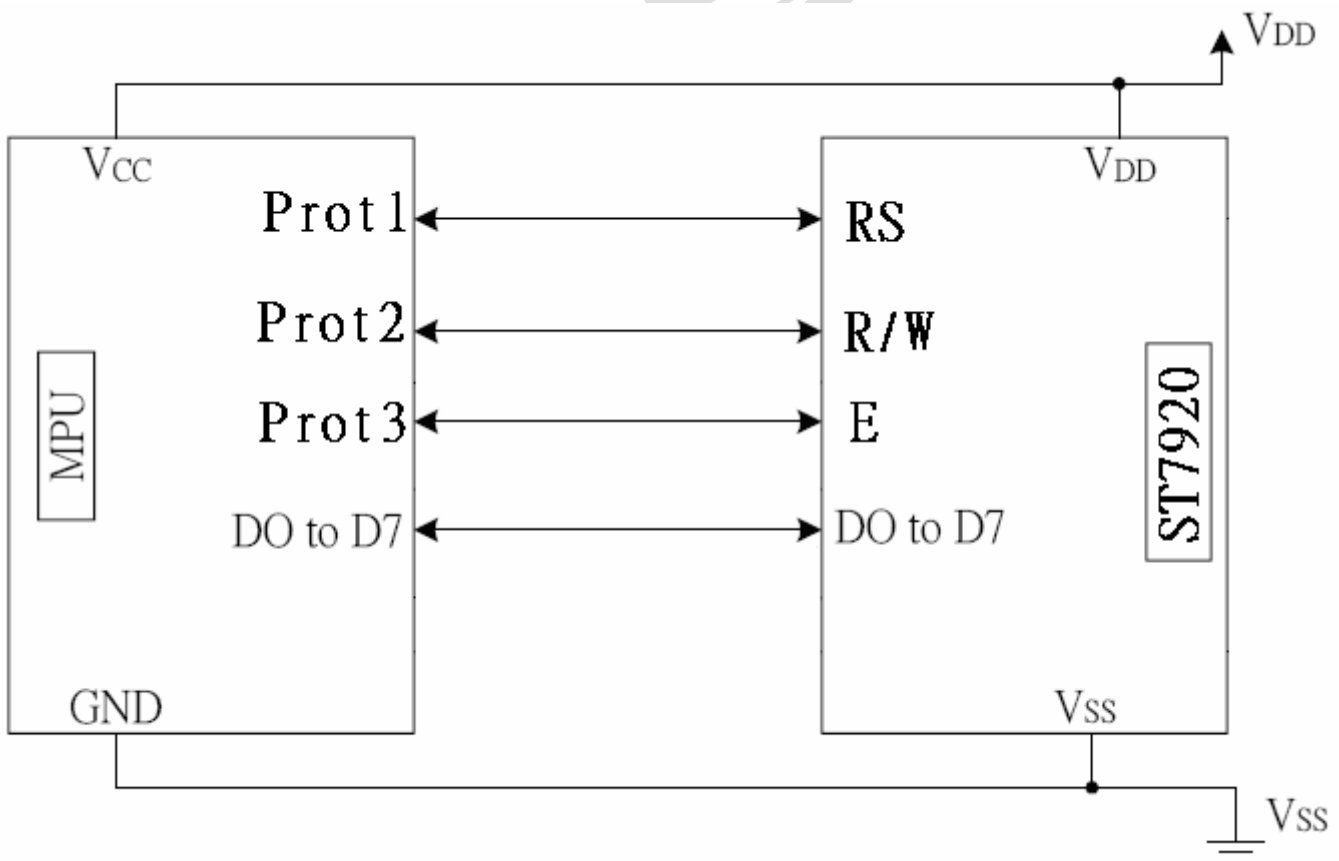 VDD
VCC
VDD
Prot1
RS
Prot2
R/W
MPU
ST7920
Prot3
E
DO to D7
DO to D7
GND
VSS
VSS